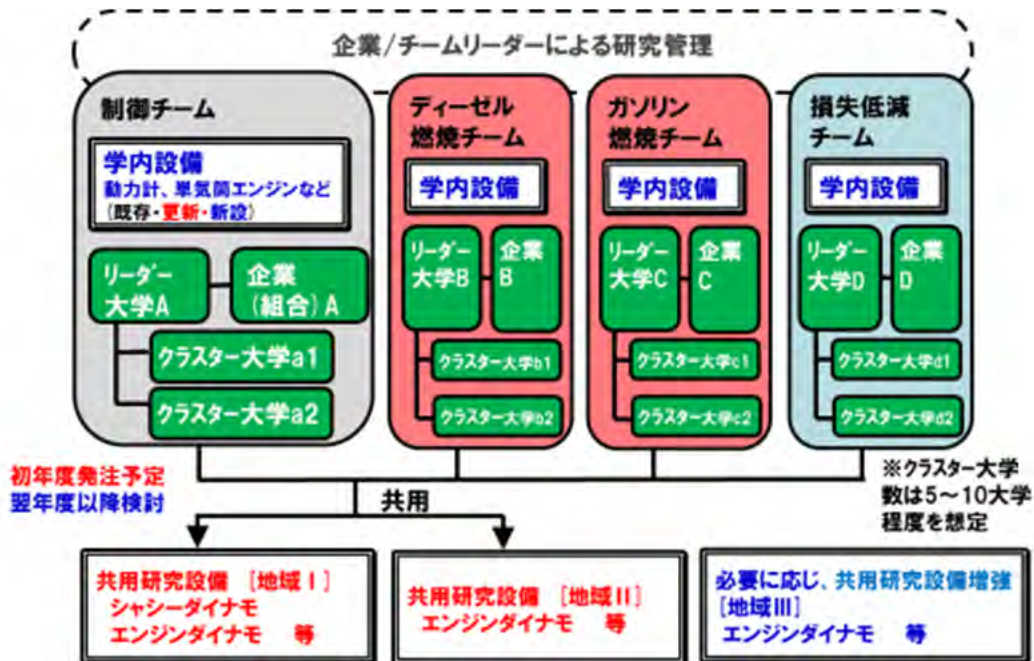 企業/チームリーダーによる研究管理
制御チーム
学内設備
動力計、単気筒エンジンなど
(既存・更新・新設)
リーダー
大学A
企業
(組合)A
クラスター大学a1
クラスター大学a2
ディーゼル
燃焼チーム
学内設備
リーダー
大学B
企業
B
クラスター大学b1
クラスター大学b2
ガソリン
燃焼チーム
学内設備
リーダー
大学C
企業
C
クラスター大学c1
クラスター大学c2
損失低減
チーム
学内設備
リーダー
大学D
企業
D
クラスター大学d1
クラスター大学d2
初年度発注予定
翌年度以降検討
共用
※クラスター大学
数は5~10大学
程度を想定
共用研究設備 [地域I]
シャシーダイナモ
エンジンダイナモ 等
共用研究設備 [地域II]
エンジンダイナモ 等
必要に応じ、共用研究設備増強
[地域III]
エンジンダイナモ 等